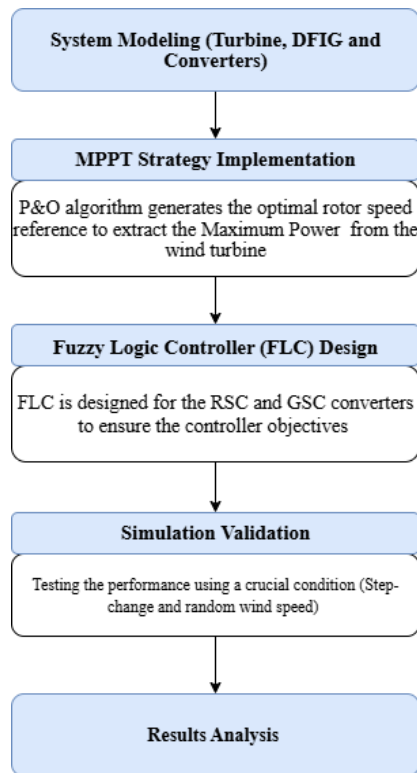 System Modeling (Turbine, DFIG and
Converters)
MPPT Strategy Implementation
P&O algorithm generates the optimal rotor speed
reference to extract the Maximum Power from the
wind turbine
Fuzzy Logic Controller (FLC) Design
FLC is designed for the RSC and GSC converters
to ensure the controller objectives
Simulation Validation
Testing the performance using a crucial condition (Step-
change and random wind speed)
Results Analysis